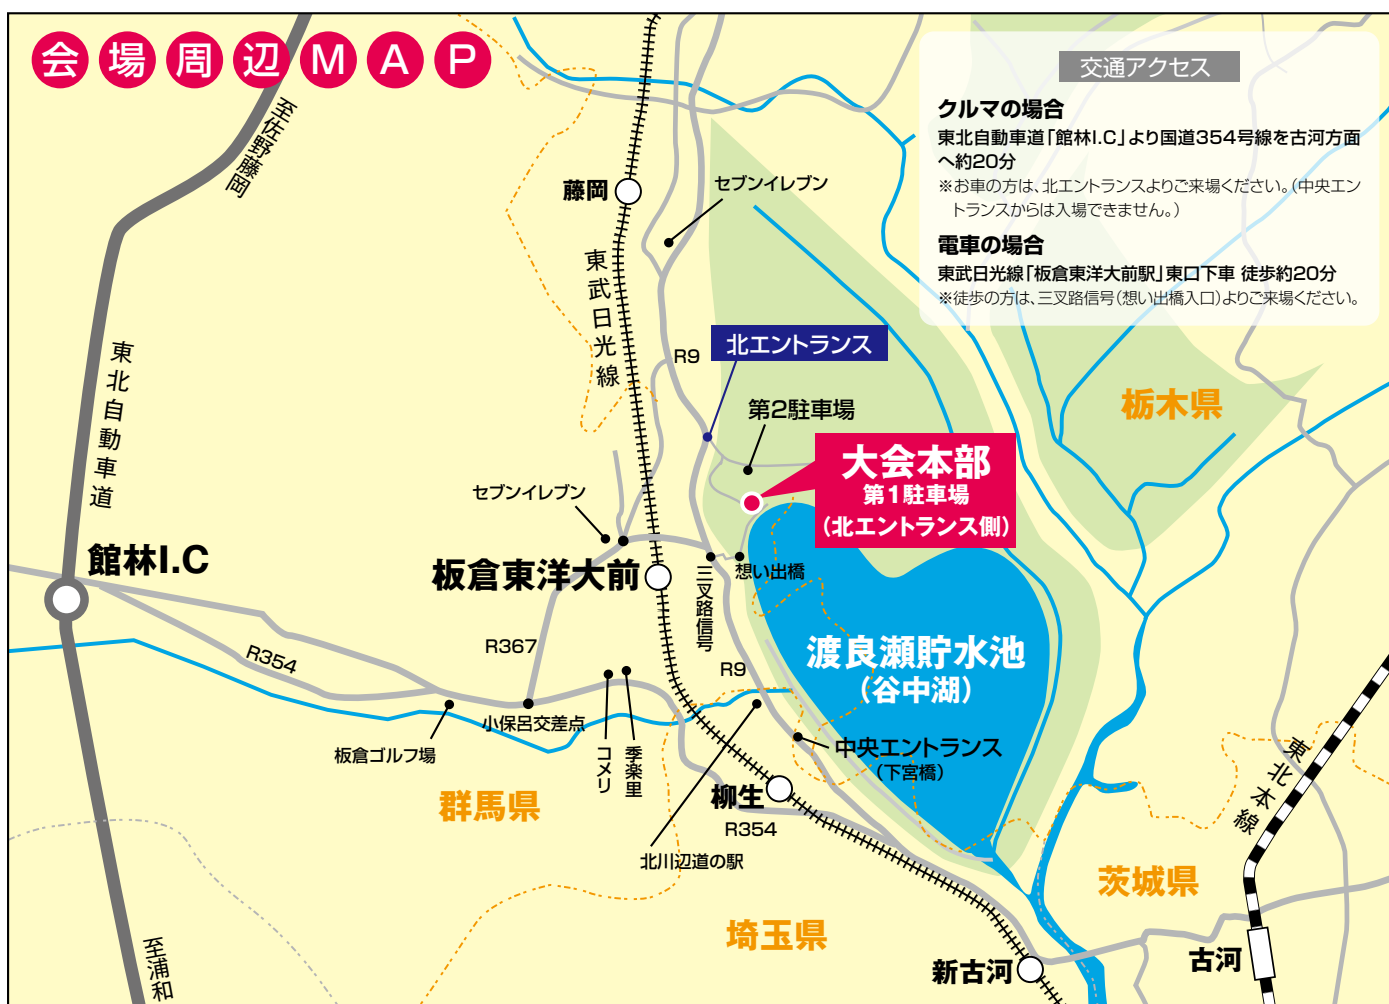 会場周辺MAP
交通アクセス
クルマの場合
東北自動車道「館林I.C」より国道354号線を古河方面
へ約20分
※お車の方は、北エントランスよりご来場ください。（中央エン
トランスからは入場できません。）
電車の場合
東武日光線「板倉東洋大前駅」東口下車 徒歩約20分
※徒歩の方は、三叉路信号（想い出橋入口）よりご来場ください。
至佐野藤岡
藤岡
セブンイレブン
東武日光線
東北自動車道
R9
北エントランス
第2駐車場
栃木県
大会本部
第1駐車場
（北エントランス側）
セブンイレブン
館林I.C
板倉東洋大前
三叉路信号
想い出橋
R367
R354
R9
渡良瀬貯水池
（谷中湖）
小保呂交差点
板倉ゴルフ場
コメリ
季楽里
中央エントランス
（下宮橋）
東北本線
柳生
群馬県
R354
北川辺道の駅
茨城県
埼玉県
至浦和
新古河
古河